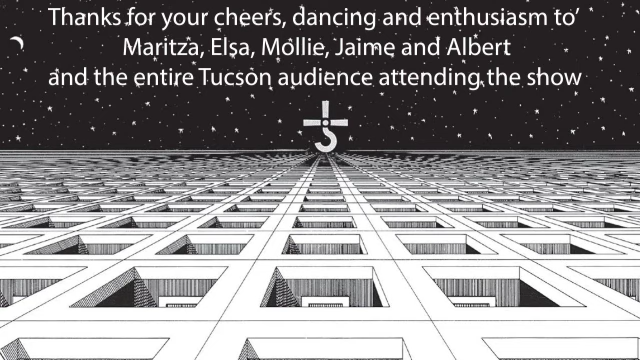 Thanks for your cheers, dancing and enthusiasm to’
Maritza, Elsa, Mollie, Jaime and Albert
and the entire Tucson audience attending the show